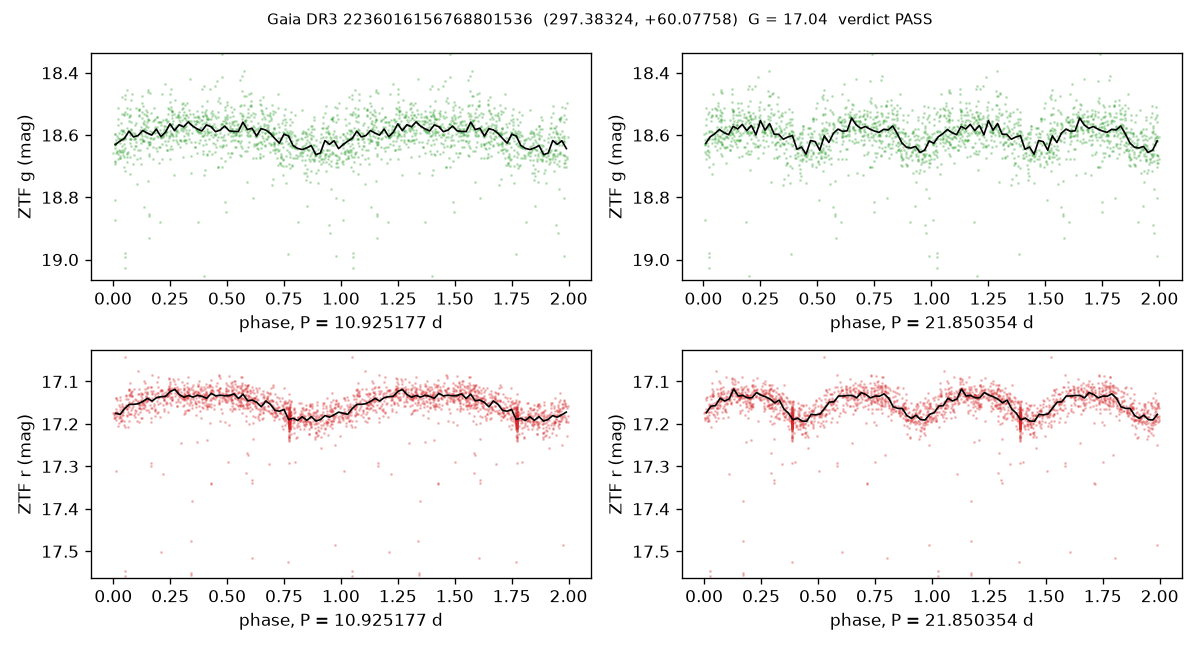 Gaia DR3 2236016156768801536  (297.38324, +60.07758)  G = 17.04  verdict PASS
ZTF g (mag)
18.4
18.6
18.8
19.0
0.00 0.25 0.50 0.75 1.00 1.25 1.50 1.75 2.00
phase, P = 10.925177 d
ZTF g (mag)
18.4
18.6
18.8
19.0
0.00 0.25 0.50 0.75 1.00 1.25 1.50 1.75 2.00
phase, P = 21.850354 d
ZTF r (mag)
17.1
17.2
17.3
17.4
17.5
0.00 0.25 0.50 0.75 1.00 1.25 1.50 1.75 2.00
phase, P = 10.925177 d
ZTF r (mag)
17.1
17.2
17.3
17.4
17.5
0.00 0.25 0.50 0.75 1.00 1.25 1.50 1.75 2.00
phase, P = 21.850354 d